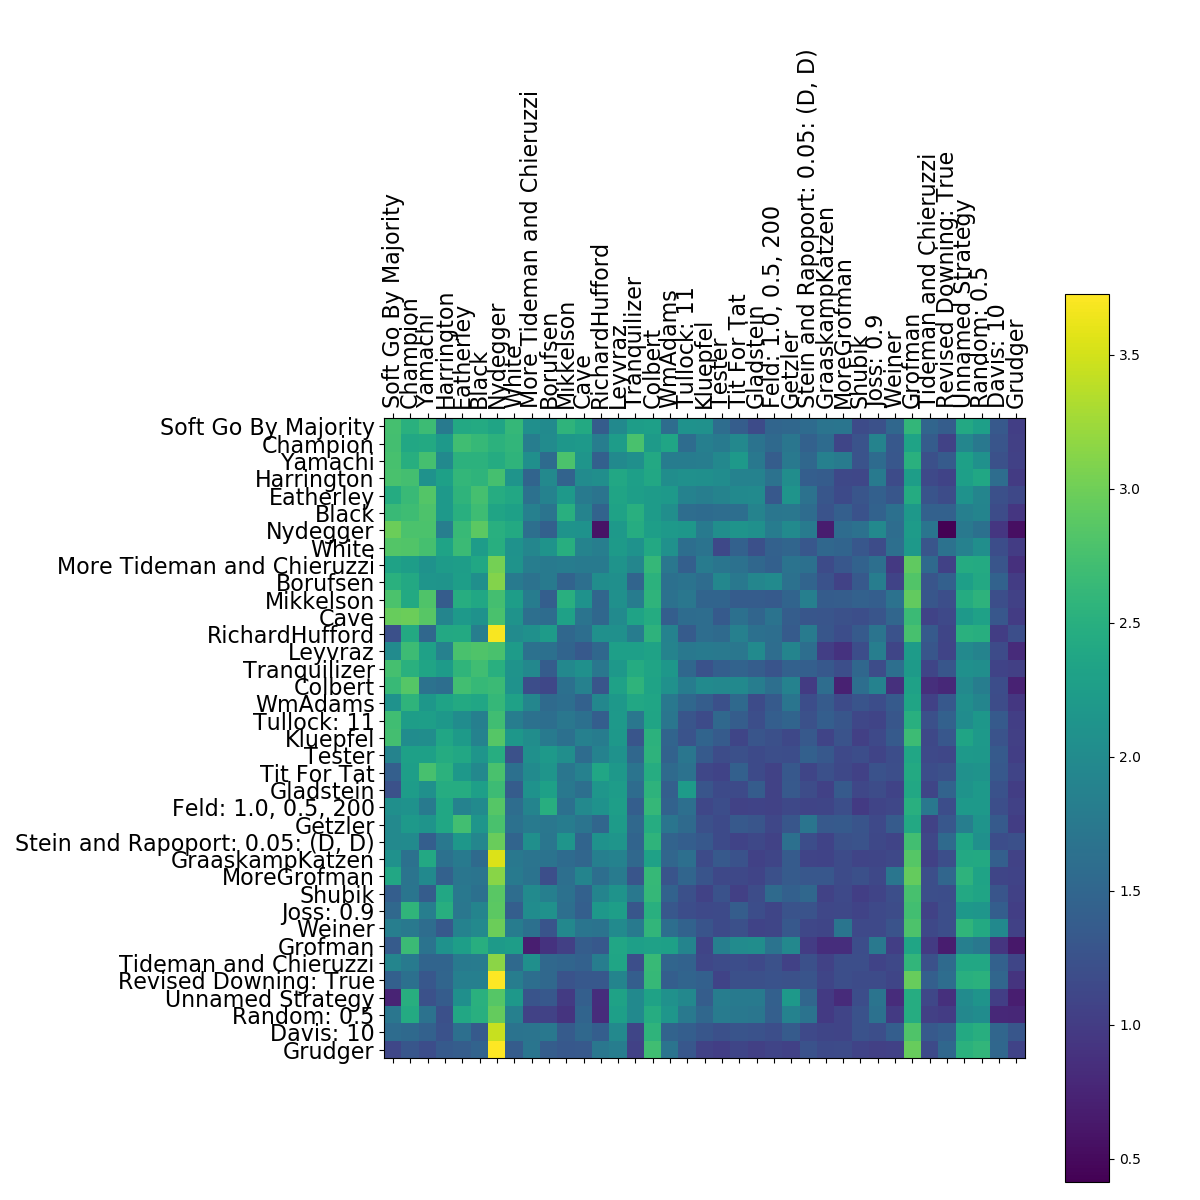 Soft Go By Majority
Champion
Yamachi
Harrington
Eatherley
Black
Nydegger
White
More Tideman and Chieruzzi
Borufsen
Mikkelson
Cave
RichardHufford
Leyvraz
Tranquilizer
Colbert
WmAdams
Tullock: 11
Kluepfel
Tester
Tit For Tat
Gladstein
Feld: 1.0, 0.5, 200
Getzler
Stein and Rapoport: 0.05: (D, D)
GraaskampKatzen
MoreGrofman
Shubik
Joss: 0.9
Weiner
Grofman
Tideman and Chieruzzi
Revised Downing: True
Unnamed Strategy
Random: 0.5
Davis: 10
Grudger
3.5
3.0
2.5
2.0
1.5
1.0
0.5
Soft Go By Majority
Champion
Yamachi
Harrington
Eatherley
Black
Nydegger
White
More Tideman and Chieruzzi
Borufsen
Mikkelson
Cave
RichardHufford
Leyvraz
Tranquilizer
Colbert
WmAdams
Tullock: 11
Kluepfel
Tester
Tit For Tat
Gladstein
Feld: 1.0, 0.5, 200
Getzler
Stein and Rapoport: 0.05: (D, D)
GraaskampKatzen
MoreGrofman
Shubik
Joss: 0.9
Weiner
Grofman
Tideman and Chieruzzi
Revised Downing: True
Unnamed Strategy
Random: 0.5
Davis: 10
Grudger